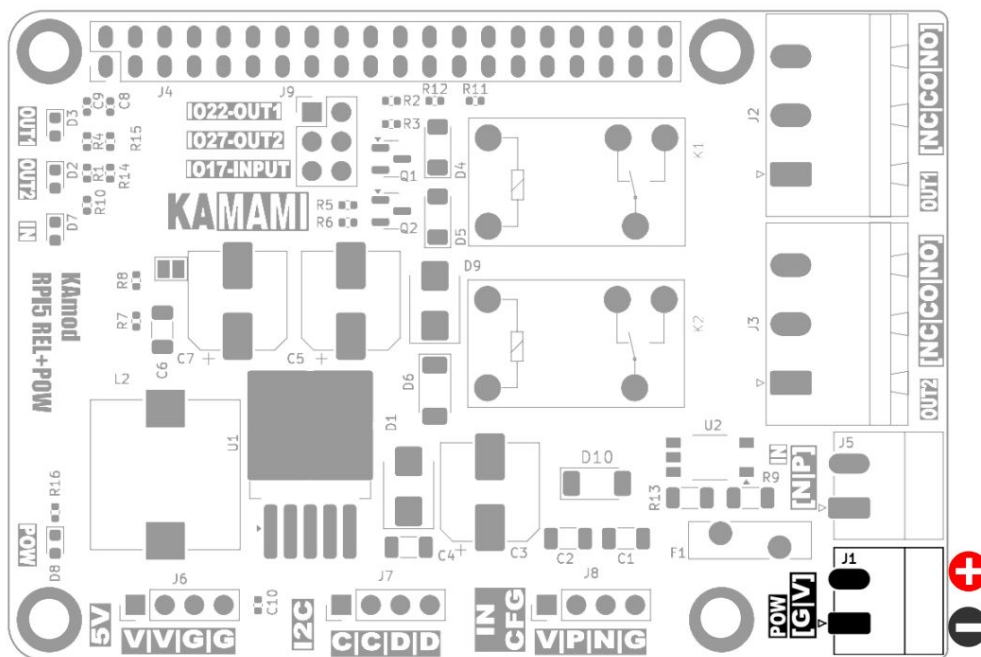 J4
J9
R2
R12
R11
R3
C9
C8
D3
OUT1
R4
R15
IO22-OUT1
IO27-OUT2
IO17-INPUT
Q1
D4
K1
J2
[NC|CO|NO]
OUT1
OUT2
D2
R1
R14
R10
IN
D7
KAMAMI
R5
R6
Q2
D5
KAmod
RPI5 REL+POW
R8
R7
C6
C7 +
C5 +
D9
K2
J3
[NC|CO|NO]
OUT2
L2
U1
D1
D6
U2
IN
[N|P]
J5
D10
R13
R9
R16
POW
D8
C4 +
C3
C2
C1
F1
J1
POW
[G|V]
5V
J6
V|V|G|G
C10
I2C
J7
C|C|D|D
IN
CFG
J8
V|P|N|G